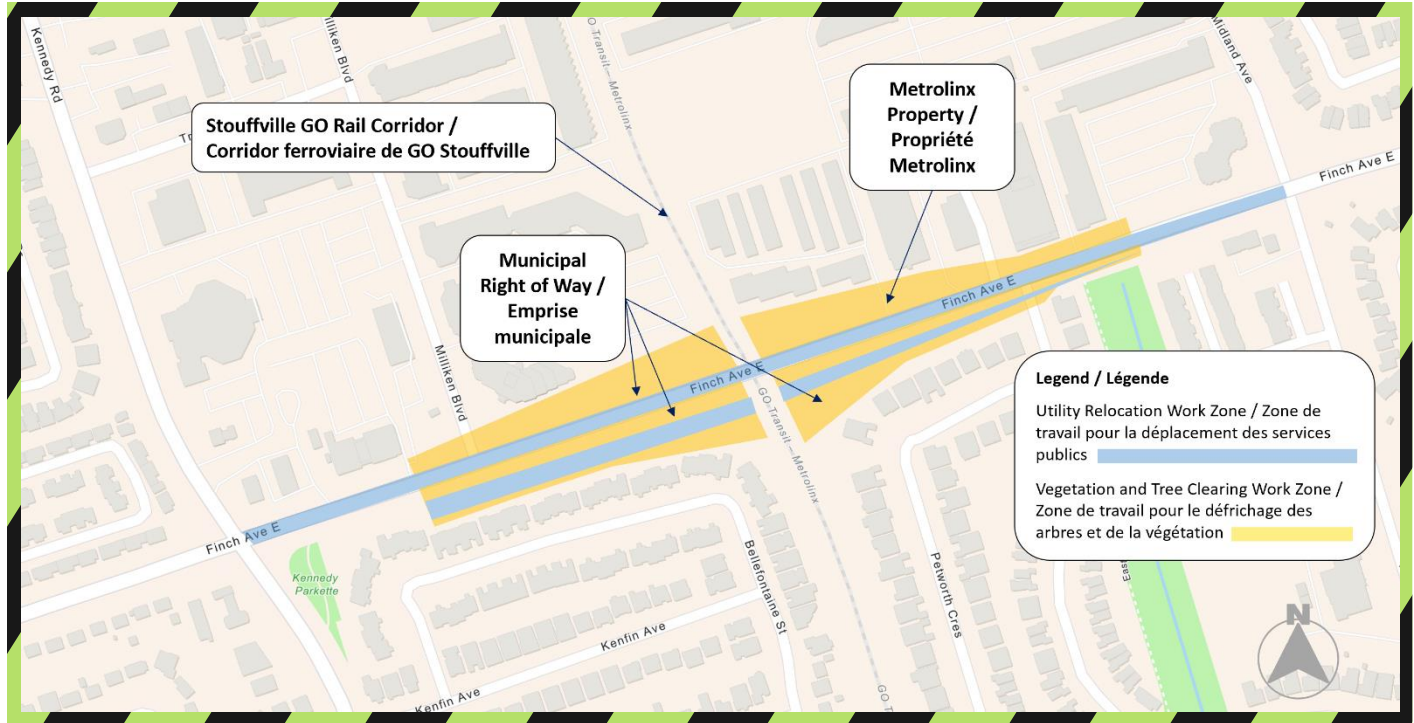 Kennedy Rd
Milliken Blvd
GO Transit – Metrolinx
Midland Ave
Stouffville GO Rail Corridor /
Corridor ferroviaire de GO Stouffville
Metrolinx
Property /
Propriété
Metrolinx
Finch Ave E
Municipal
Right of Way /
Emprise
municipale
Finch Ave E
Milliken Blvd
Finch Ave E
GO Transit – Metrolinx
Legend / Légende
Utility Relocation Work Zone / Zone de
travail pour la déplacement des services
publics
Vegetation and Tree Clearing Work Zone /
Zone de travail pour le défrichage des
arbres et de la végétation
Finch Ave E
Kennedy
Parkette
Bellefontaine St
Petworth Cres
Kenfin Ave
Kenfin Ave
N